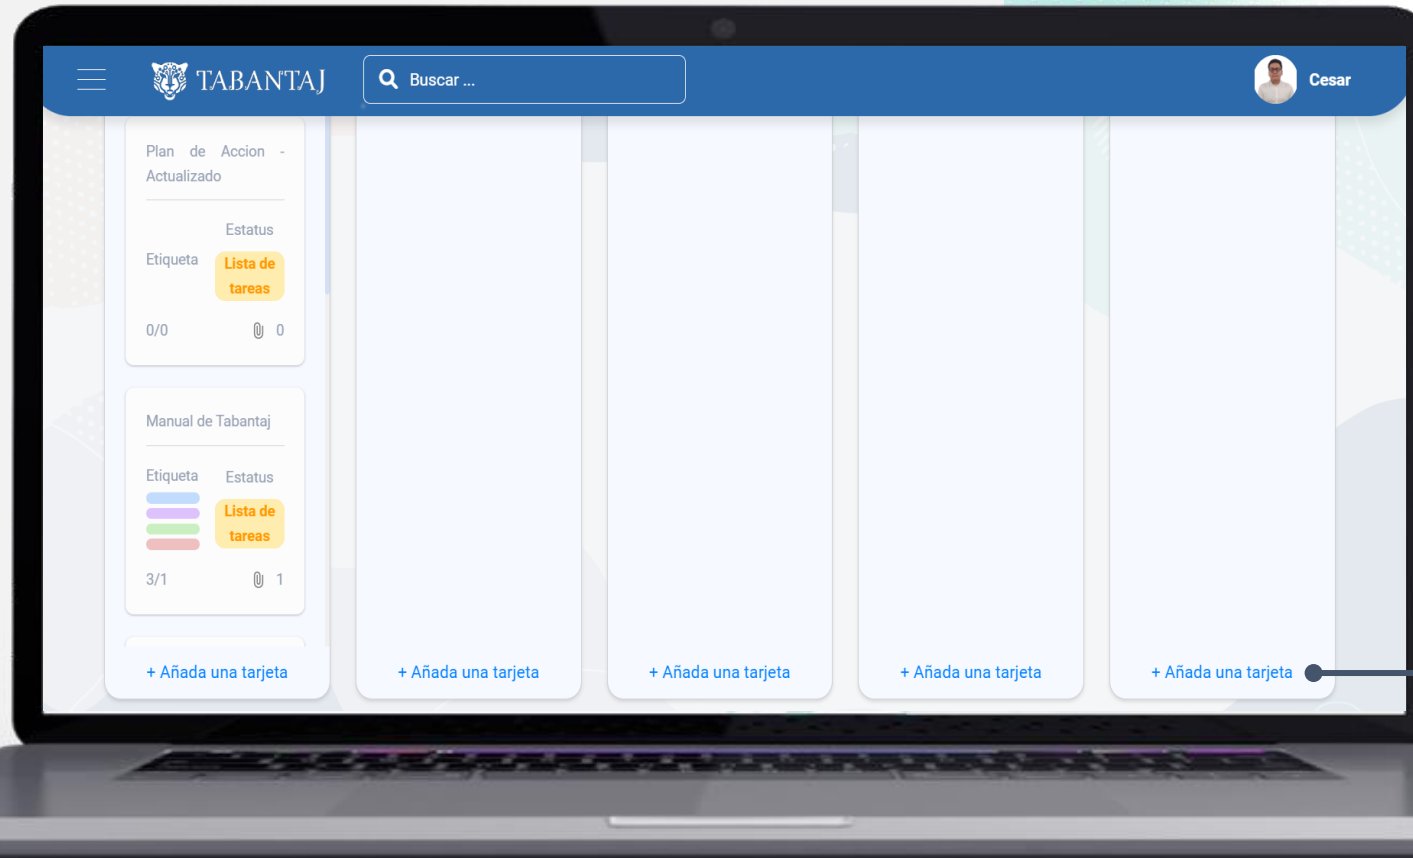 TABANTAJ
Buscar ...
Cesar
Plan de Accion -
Actualizado
Estatus
Etiqueta
Lista de
tareas
0/0
0
Manual de Tabantaj
Etiqueta
Estatus
Lista de
tareas
3/1
1
+ Añada una tarjeta
+ Añada una tarjeta
+ Añada una tarjeta
+ Añada una tarjeta
+ Añada una tarjeta